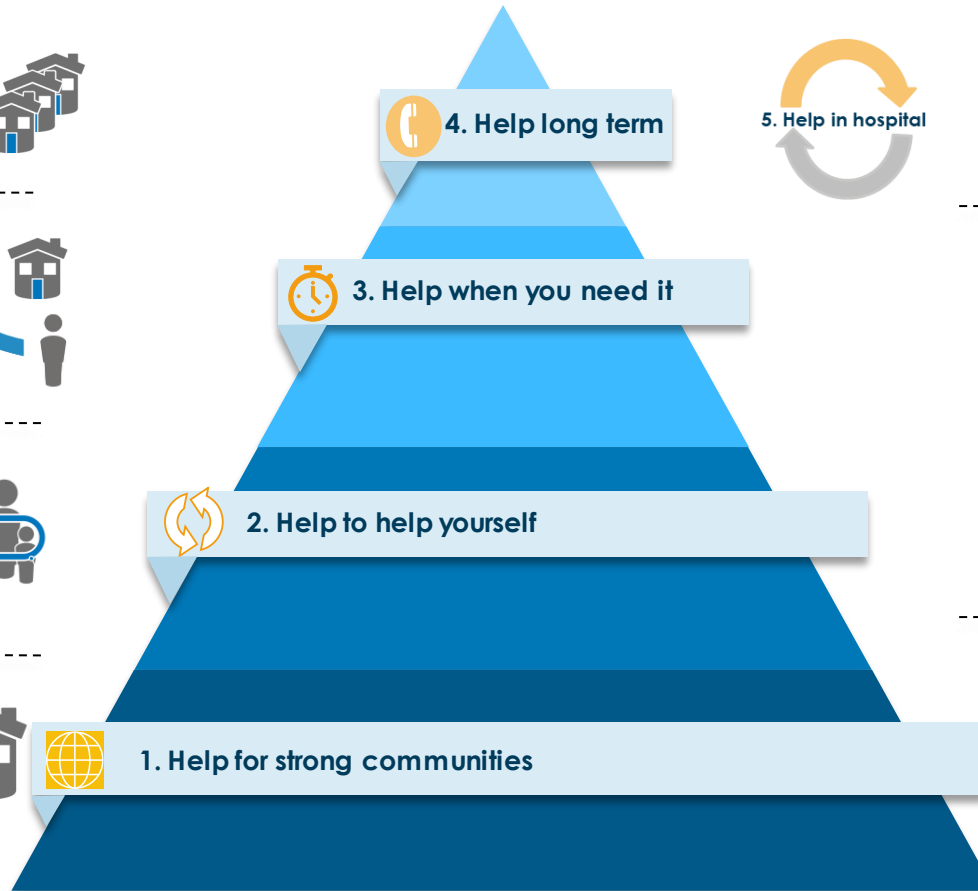 4. Help long term
5. Help in hospital
3. Help when you need it
2. Help to help yourself
1. Help for strong communities